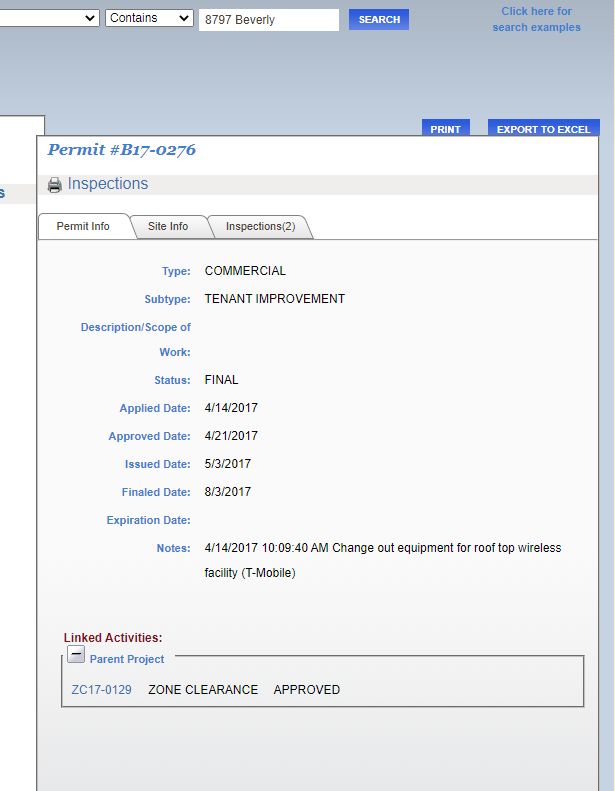 Contains
8797 Beverly
SEARCH
Click here for
search examples
PRINT
EXPORT TO EXCEL
Permit #B17-0276
s
Inspections
Permit Info
Site Info
Inspections(2)
Type: COMMERCIAL
Subtype: TENANT IMPROVEMENT
Description/Scope of
Work:
Status: FINAL
Applied Date: 4/14/2017
Approved Date: 4/21/2017
Issued Date: 5/3/2017
Finaled Date: 8/3/2017
Expiration Date:
Notes: 4/14/2017 10:09:40 AM Change out equipment for roof top wireless
facility (T-Mobile)
Linked Activities:
Parent Project
ZC17-0129 ZONE CLEARANCE APPROVED